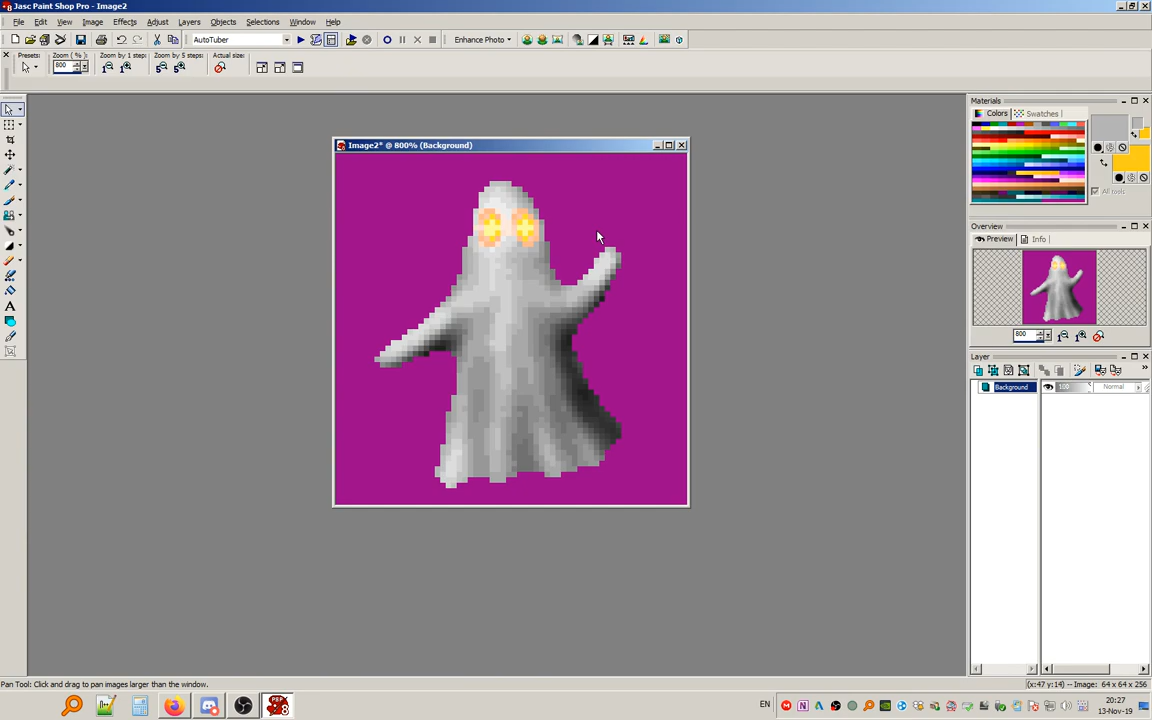 Jasc Paint Shop Pro - Image2
File Edit View Image Effects Adjust Layers Objects Selections Window Help
AutoTuber
Enhance Photo
Presets: Zoom ( % ): Zoom by 1 step: Zoom by 5 steps: Actual size:
800
Image2* @ 800% (Background)
Materials
Colors Swatches
All tools
Overview
Preview Info
800
Layer
Background
100
Normal
Pan Tool: Click and drag to pan images larger than the window.
(x:47 y:14) -- Image: 64 x 64 x 256
EN
20:27
13-Nov-19